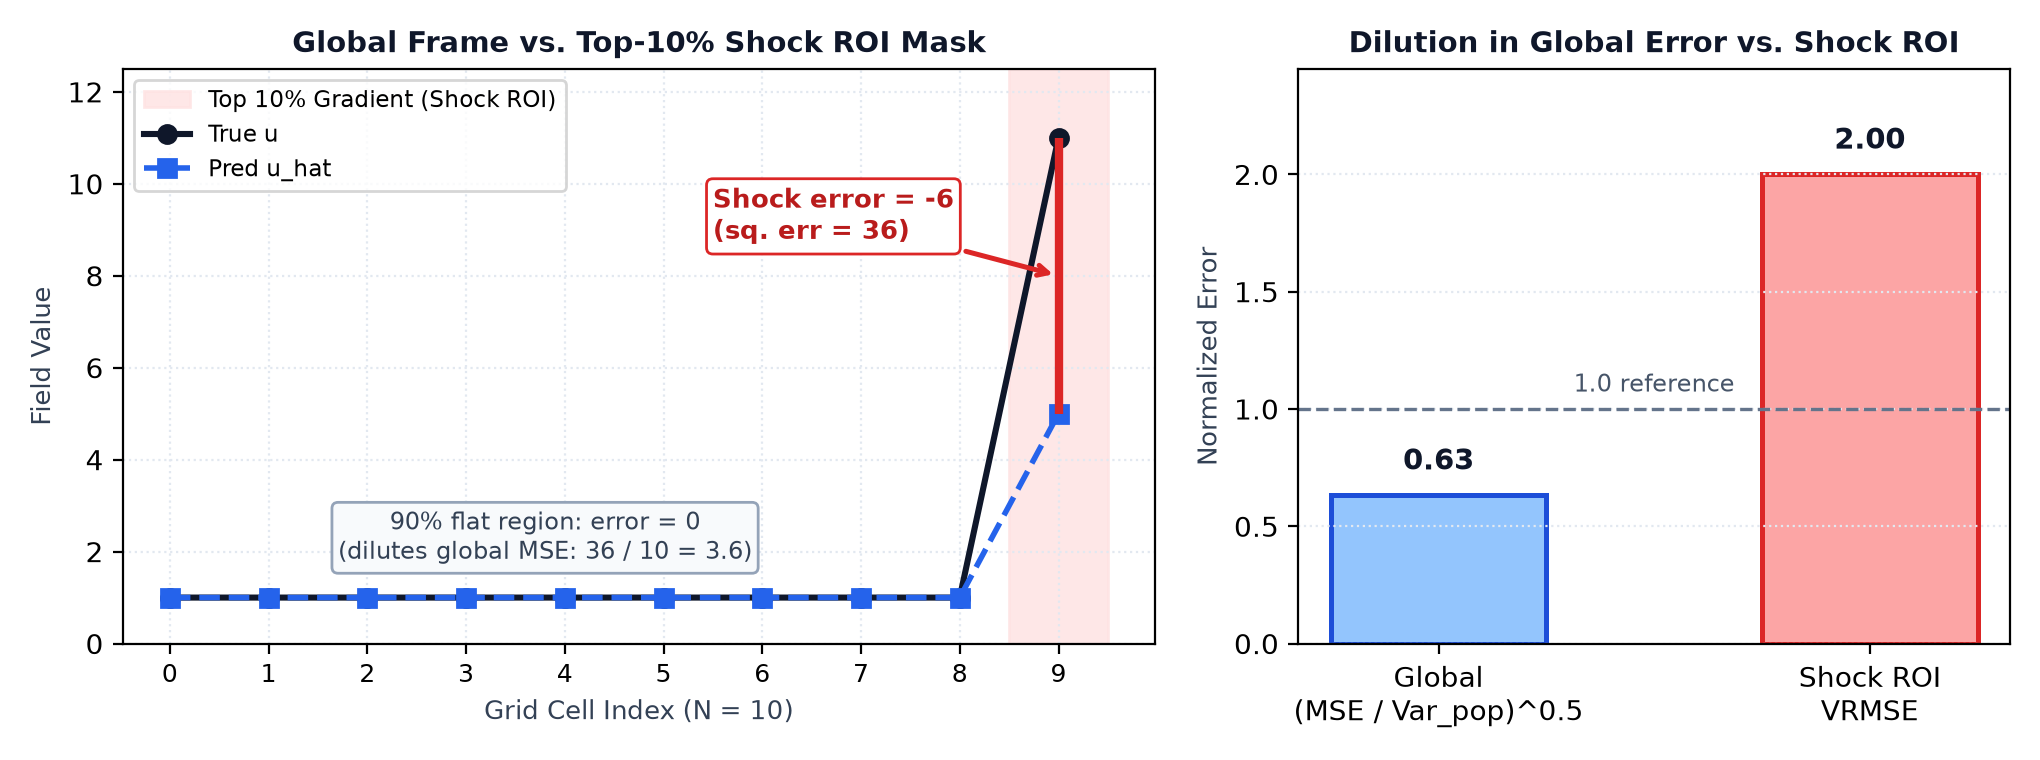 Global Frame vs. Top-10% Shock ROI Mask
12
10
8
6
4
2
0
Field Value
Top 10% Gradient (Shock ROI)
True u
Pred u_hat
Shock error = -6
(sq. err = 36)
90% flat region: error = 0
(dilutes global MSE: 36 / 10 = 3.6)
0 1 2 3 4 5 6 7 8 9
Grid Cell Index (N = 10)
Dilution in Global Error vs. Shock ROI
2.0
1.5
1.0
0.5
0.0
Normalized Error
2.00
1.0 reference
0.63
Global
(MSE / Var_pop)^0.5
Shock ROI
VRMSE